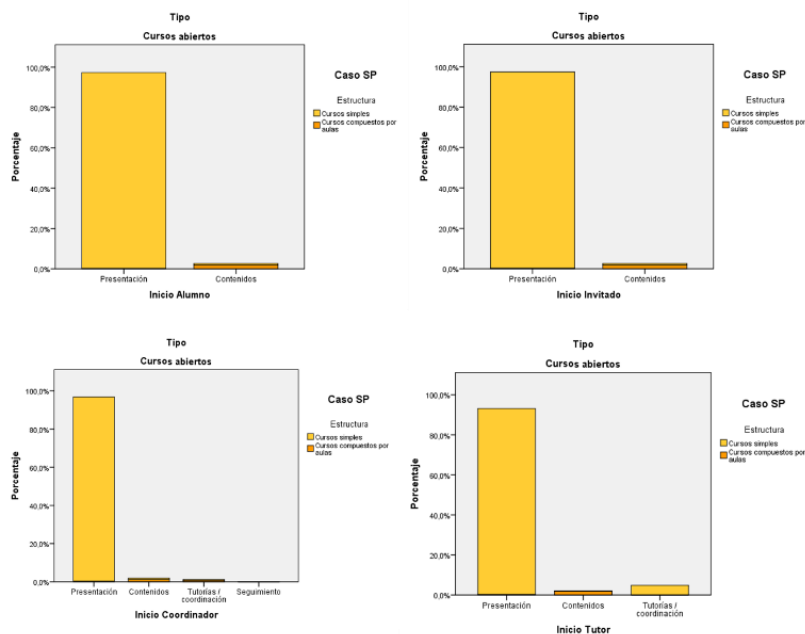 Tipo
Cursos abiertos
100,0%
80,0%
60,0%
40,0%
20,0%
0,0%
Porcentaje
Presentación
Contenidos
Inicio Alumno
Caso SP
Estructura
Cursos simples
Cursos compuestos por
aulas
Tipo
Cursos abiertos
100,0%
80,0%
60,0%
40,0%
20,0%
0,0%
Porcentaje
Presentación
Contenidos
Inicio Invitado
Caso SP
Estructura
Cursos simples
Cursos compuestos por
aulas
Tipo
Cursos abiertos
100,0%
80,0%
60,0%
40,0%
20,0%
0,0%
Porcentaje
Presentación
Contenidos
Tutorías /
coordinación
Seguimiento
Inicio Coordinador
Caso SP
Estructura
Cursos simples
Cursos compuestos por
aulas
Tipo
Cursos abiertos
100,0%
80,0%
60,0%
40,0%
20,0%
0,0%
Porcentaje
Presentación
Contenidos
Tutorías /
coordinación
Inicio Tutor
Caso SP
Estructura
Cursos simples
Cursos compuestos por
aulas